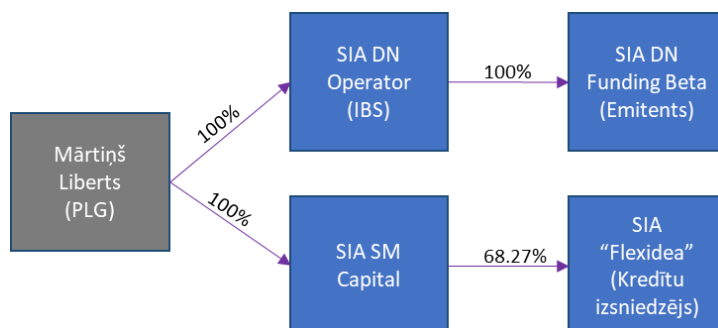 Mārtiņš
Liberts
(PLG)
100%
SIA DN
Operator
(IBS)
100%
SIA DN
Funding Beta
(Emitents)
100%
SIA SM
Capital
68.27%
SIA
“Flexidea”
(Kredītu
izsniedzējs)